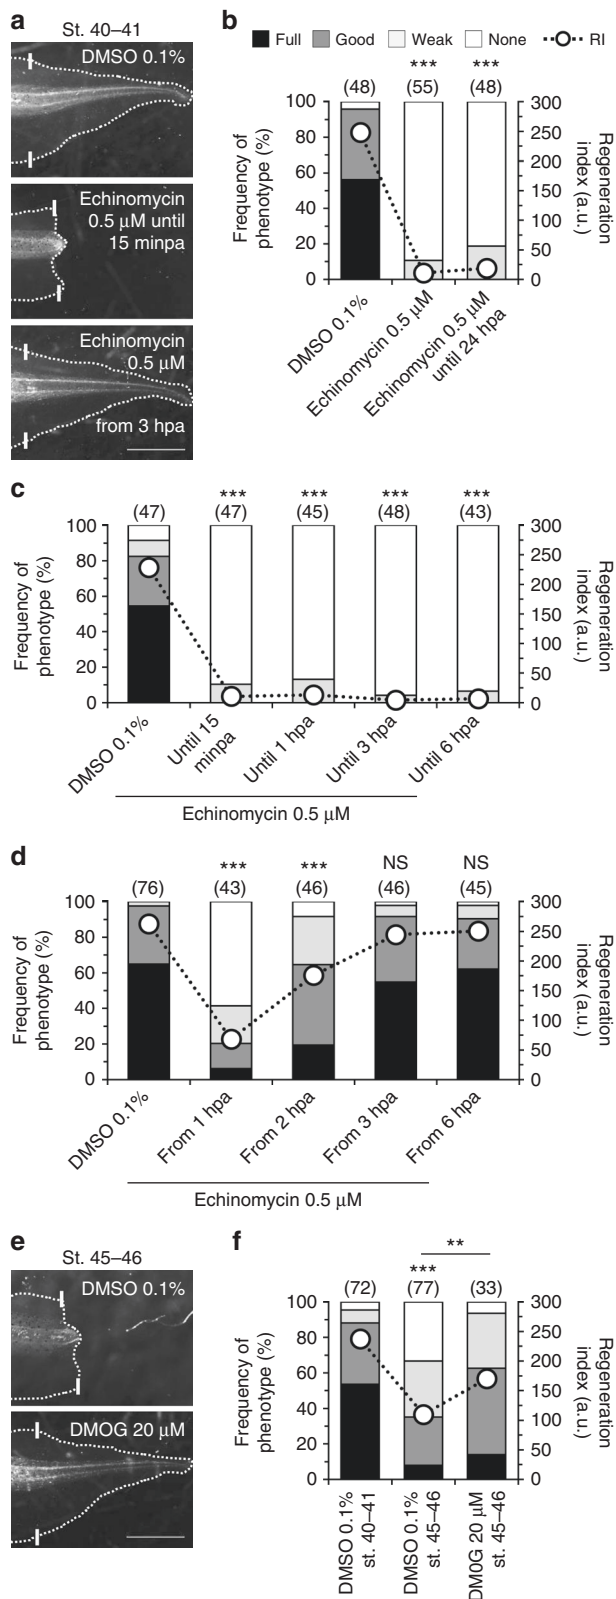 a
St. 40–41
DMSO 0.1%
Echinomycin
0.5 μM until
15 minpa
Echinomycin
0.5 μM
from 3 hpa
b
Full Good Weak None RI
*** ***
(48) (55) (48)
Frequency of
phenotype (%)
100
80
60
40
20
0
300
250
200
150
100
50
0
Regeneration
index (a.u.)
DMSO 0.1%
Echinomycin 0.5 μM
Echinomycin 0.5 μM
until 24 hpa
c
*** *** *** ***
(47) (47) (45) (48) (43)
Frequency of
phenotype (%)
100
80
60
40
20
0
300
250
200
150
100
50
0
Regeneration
index (a.u.)
DMSO 0.1%
Until 15
minpa
Until 1 hpa
Until 3 hpa
Until 6 hpa
Echinomycin 0.5 μM
d
*** *** NS NS
(76) (43) (46) (46) (45)
Frequency of
phenotype (%)
100
80
60
40
20
0
300
250
200
150
100
50
0
Regeneration
index (a.u.)
DMSO 0.1%
From 1 hpa
From 2 hpa
From 3 hpa
From 6 hpa
Echinomycin 0.5 μM
e
St. 45–46
DMSO 0.1%
DMOG 20 μM
f
**
***
(72) (77) (33)
Frequency of
phenotype (%)
100
80
60
40
20
0
300
250
200
150
100
50
0
Regeneration
index (a.u.)
DMSO 0.1%
st. 40–41
DMSO 0.1%
st. 45–46
DMOG 20 μM
st. 45–46